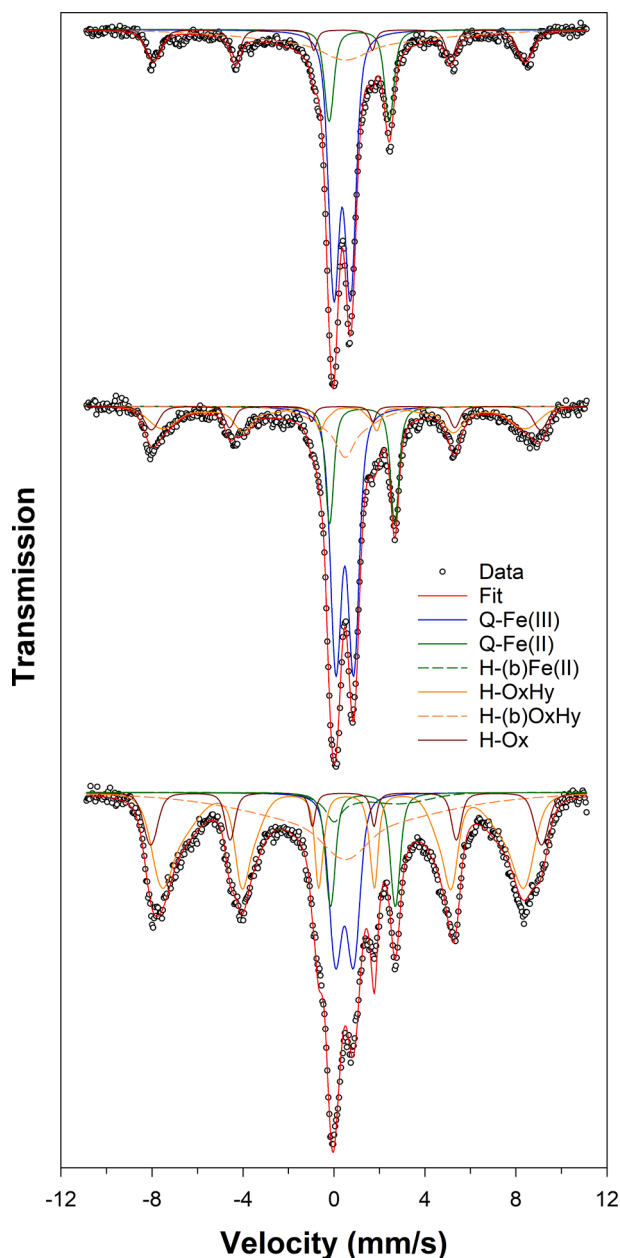 Transmission
Data
Fit
Q-Fe(III)
Q-Fe(II)
H-(b)Fe(II)
H-OxHy
H-(b)OxHy
H-Ox
-12 -8 -4 0 4 8 12
Velocity (mm/s)